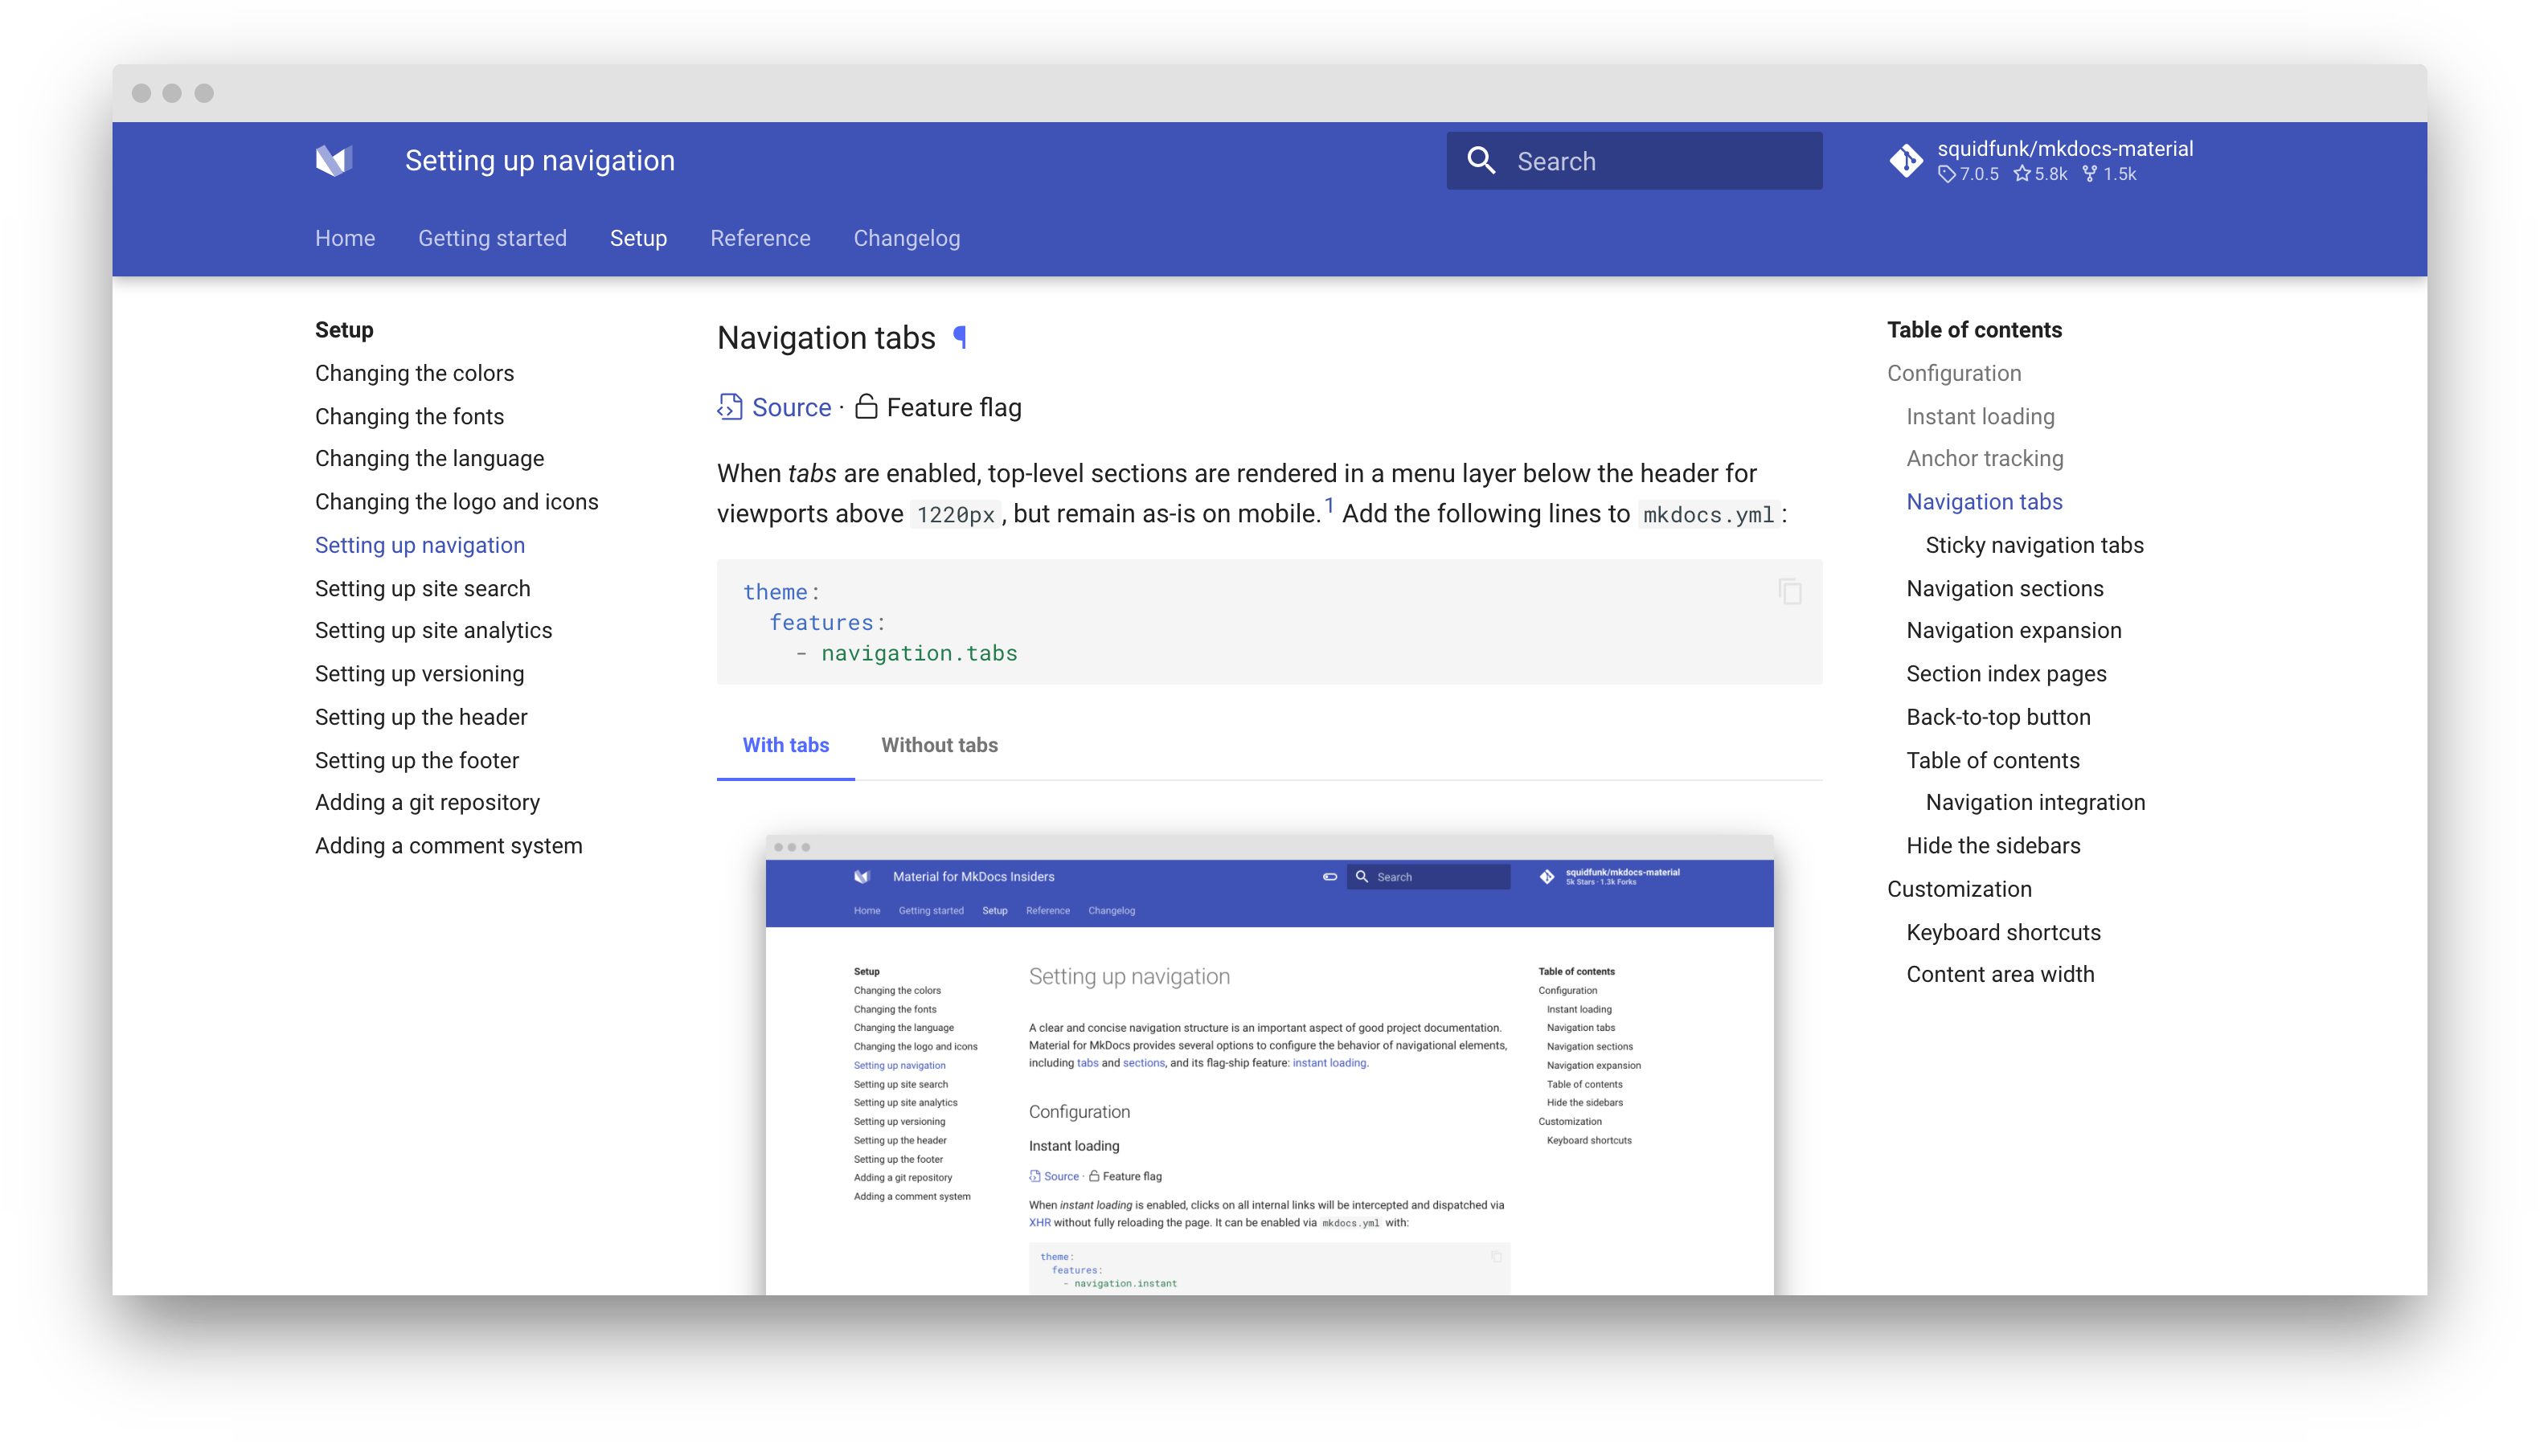 Setting up navigation
Search
squidfunk/mkdocs-material
7.0.5 5.8k 1.5k
Home Getting started Setup Reference Changelog
Setup
Changing the colors
Changing the fonts
Changing the language
Changing the logo and icons
Setting up navigation
Setting up site search
Setting up site analytics
Setting up versioning
Setting up the header
Setting up the footer
Adding a git repository
Adding a comment system
Navigation tabs ¶
Source · Feature flag
When tabs are enabled, top-level sections are rendered in a menu layer below the header for
viewports above 1220px, but remain as-is on mobile.1 Add the following lines to mkdocs.yml:
theme:
  features:
    - navigation.tabs
With tabs Without tabs
Material for MkDocs Insiders
Search
squidfunk/mkdocs-material
5k Stars · 1.3k Forks
Home Getting started Setup Reference Changelog
Setup
Changing the colors
Changing the fonts
Changing the language
Changing the logo and icons
Setting up navigation
Setting up site search
Setting up site analytics
Setting up versioning
Setting up the header
Setting up the footer
Adding a git repository
Adding a comment system
Setting up navigation
A clear and concise navigation structure is an important aspect of good project documentation.
Material for MkDocs provides several options to configure the behavior of navigational elements,
including tabs and sections, and its flag-ship feature: instant loading.
Configuration
Instant loading
Source · Feature flag
When instant loading is enabled, clicks on all internal links will be intercepted and dispatched via
XHR without fully reloading the page. It can be enabled via mkdocs.yml with:
theme:
  features:
    - navigation.instant
Table of contents
Configuration
Instant loading
Navigation tabs
Navigation sections
Navigation expansion
Table of contents
Hide the sidebars
Customization
Keyboard shortcuts
Table of contents
Configuration
Instant loading
Anchor tracking
Navigation tabs
Sticky navigation tabs
Navigation sections
Navigation expansion
Section index pages
Back-to-top button
Table of contents
Navigation integration
Hide the sidebars
Customization
Keyboard shortcuts
Content area width